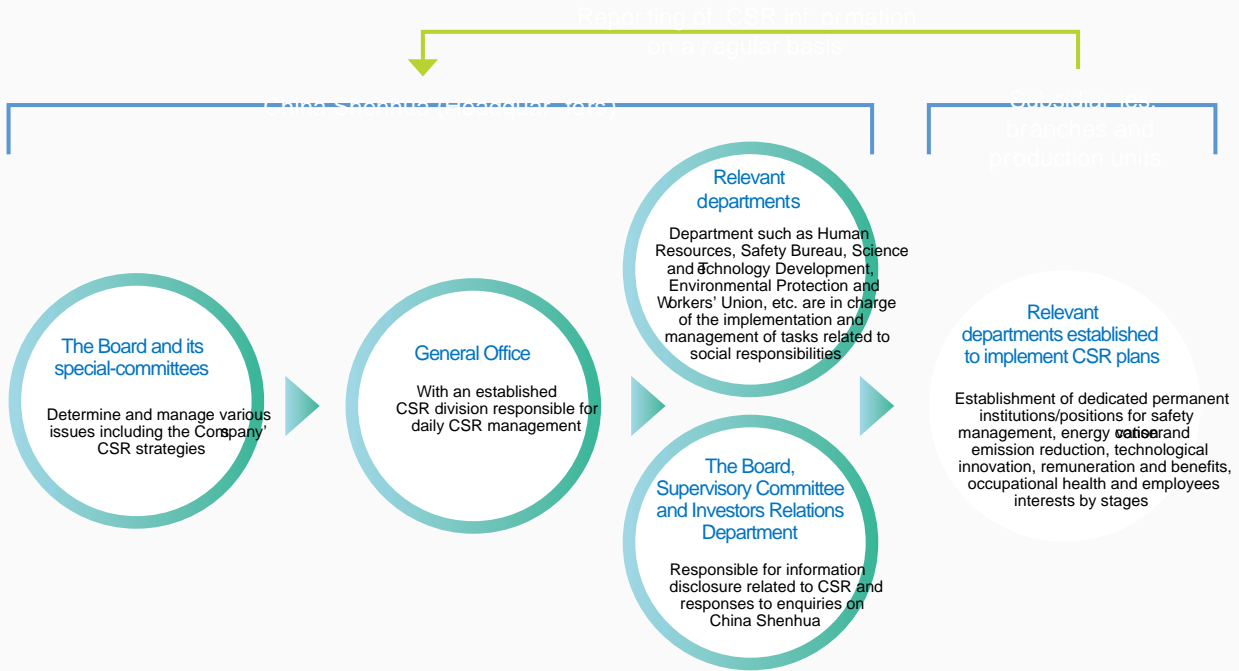 Reporting of CSR information
on a regular basis
China Shenhua (Headquarters)
Subsidiaries,
branches and
production units
The Board and its
special-committees
Determine and manage various
issues including the Company'
CSR strategies
General Office
With an established
CSR division responsible for
daily CSR management
Relevant
departments
Department such as Human
Resources, Safety Bureau, Science
and Technology Development,
Environmental Protection and
Workers' Union, etc. are in charge
of the implementation and
management of tasks related to
social responsibilities
The Board,
Supervisory Committee
and Investors Relations
Department
Responsible for information
disclosure related to CSR and
responses to enquiries on
China Shenhua
Relevant
departments established
to implement CSR plans
Establishment of dedicated permanent
institutions/positions for safety
management, energy and
emission reduction, technological
innovation, remuneration and benefits,
occupational health and employees
interests by stages